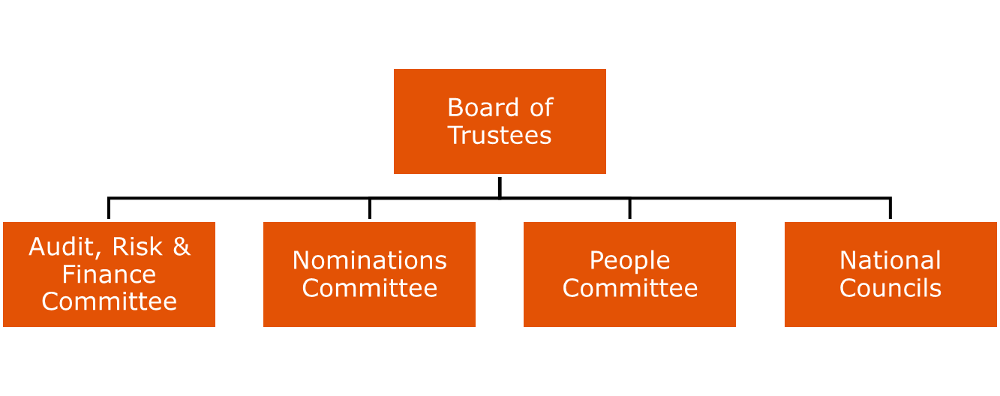 Board of
Trustees
Audit, Risk &
Finance
Committee
Nominations
Committee
People
Committee
National
Councils